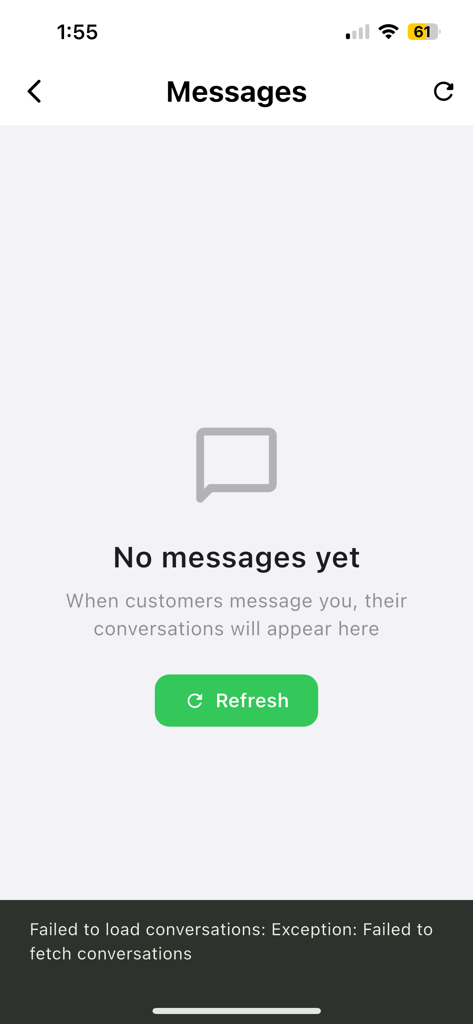 1:55
61
Messages
No messages yet
When customers message you, their
conversations will appear here
Refresh
Failed to load conversations: Exception: Failed to
fetch conversations